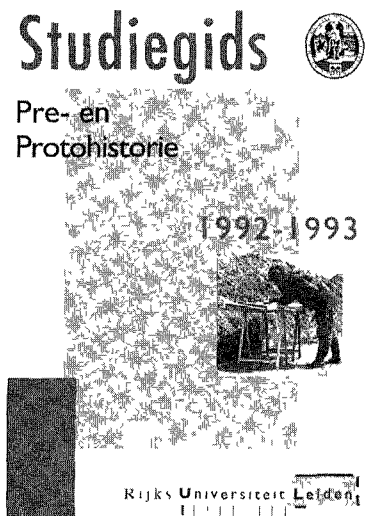 Studiegids
Pre- en
Protohistorie
1992-1993
Rijks Universiteit Leiden